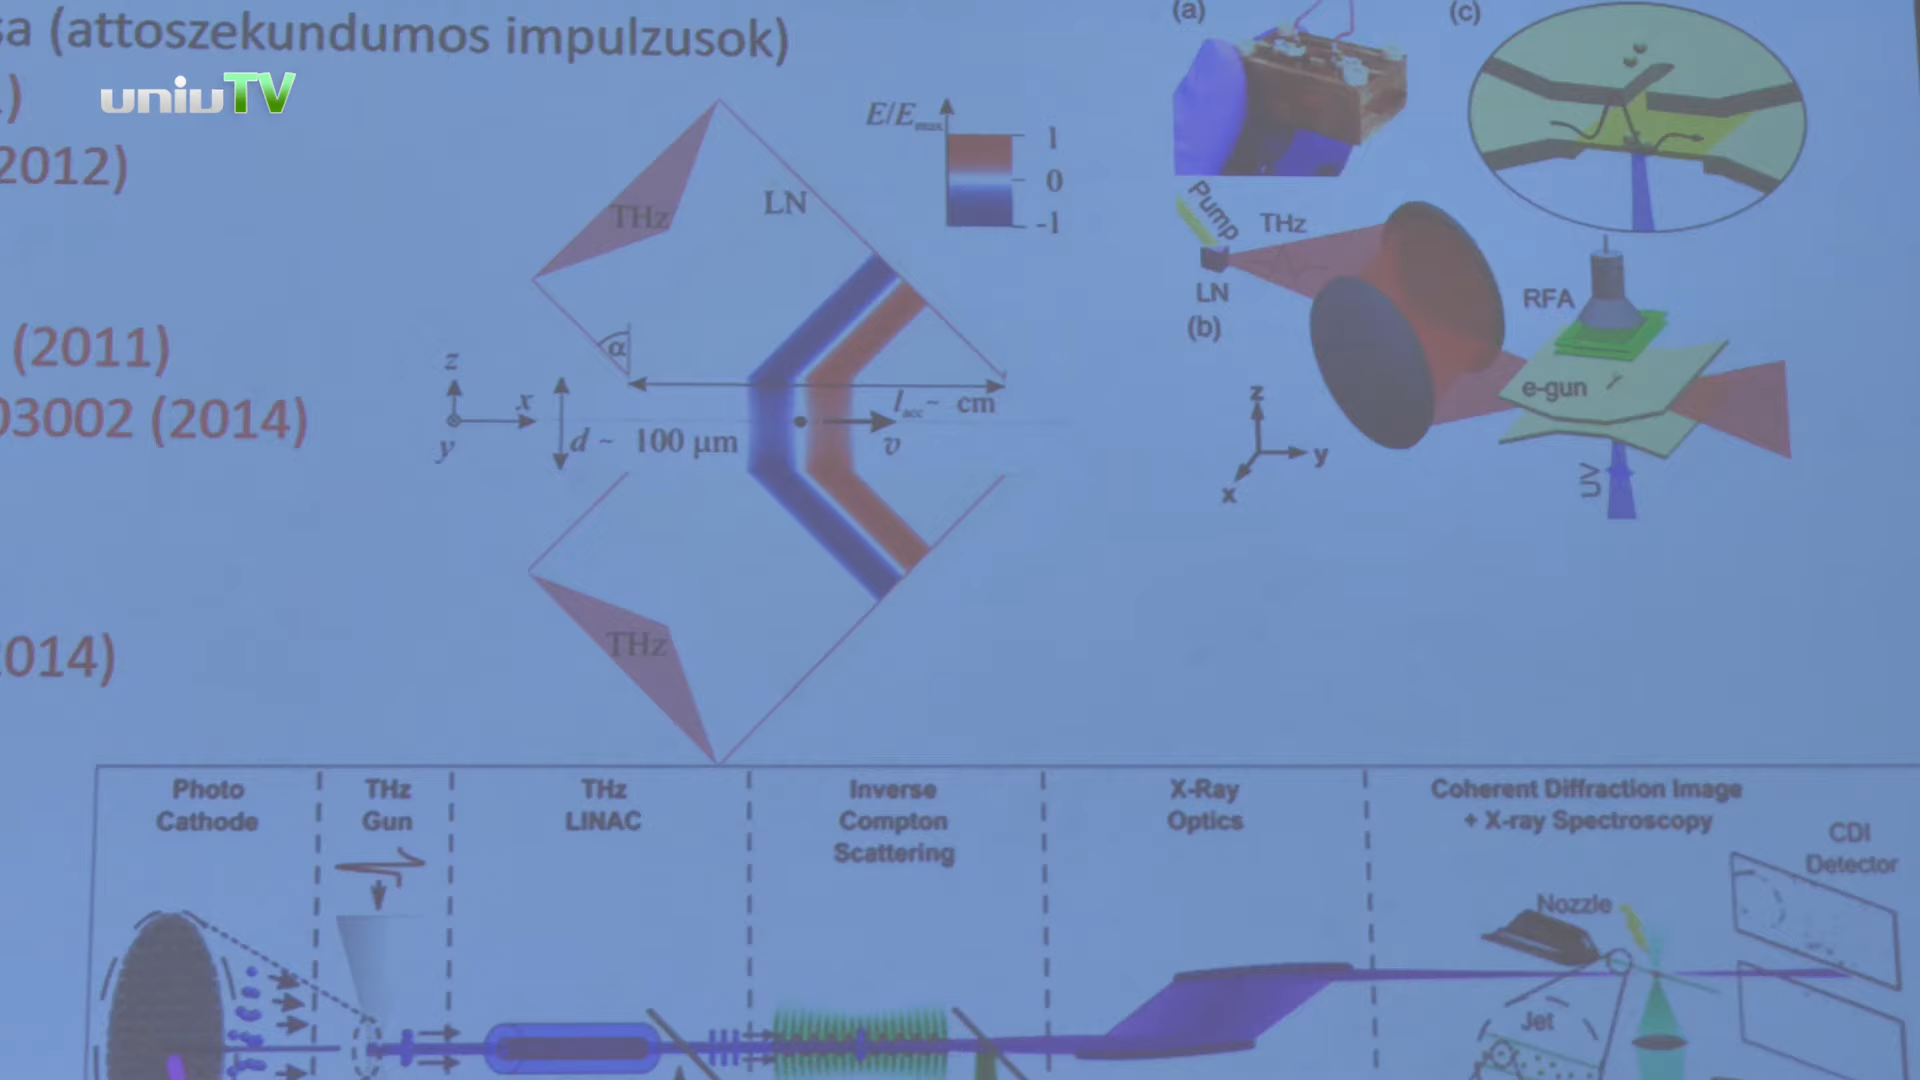 sa (attoszekundumos impulzusok)
uniuTV
.)
2012)
(2011)
03002 (2014)
2014)
E/Emax
1
0
-1
THz
LN
α
z
x
y
lacc ~ cm
d ~ 100 µm
v
THz
(a)
(c)
Pump
THz
LN
(b)
RFA
e-gun
z
y
x
UV
Photo
Cathode
THz
Gun
THz
LINAC
Inverse
Compton
Scattering
X-Ray
Optics
Coherent Diffraction Image
+ X-ray Spectroscopy
CDI
Detector
Nozzle
Jet